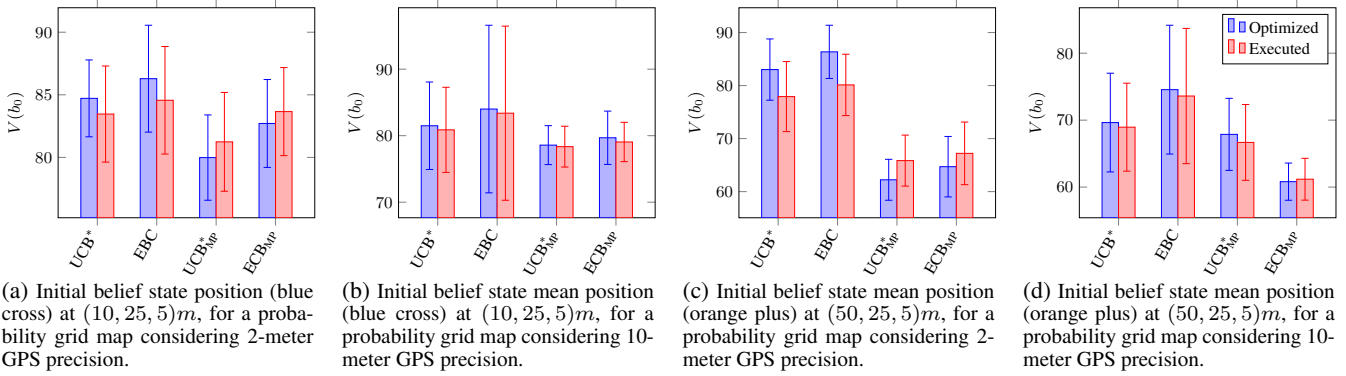 90
85
80
V(b₀)
UCB*
EBC
UCB*MP
ECBMP
(a) Initial belief state position (blue
cross) at (10, 25, 5)m, for a proba-
bility grid map considering 2-meter
GPS precision.
90
80
70
V(b₀)
UCB*
EBC
UCB*MP
ECBMP
(b) Initial belief state mean position
(blue cross) at (10, 25, 5)m, for a
probability grid map considering 10-
meter GPS precision.
90
80
70
60
V(b₀)
UCB*
EBC
UCB*MP
ECBMP
(c) Initial belief state mean position
(orange plus) at (50, 25, 5)m, for a
probability grid map considering 2-
meter GPS precision.
80
70
60
V(b₀)
Optimized
Executed
UCB*
EBC
UCB*MP
ECBMP
(d) Initial belief state mean position
(orange plus) at (50, 25, 5)m, for a
probability grid map considering 10-
meter GPS precision.